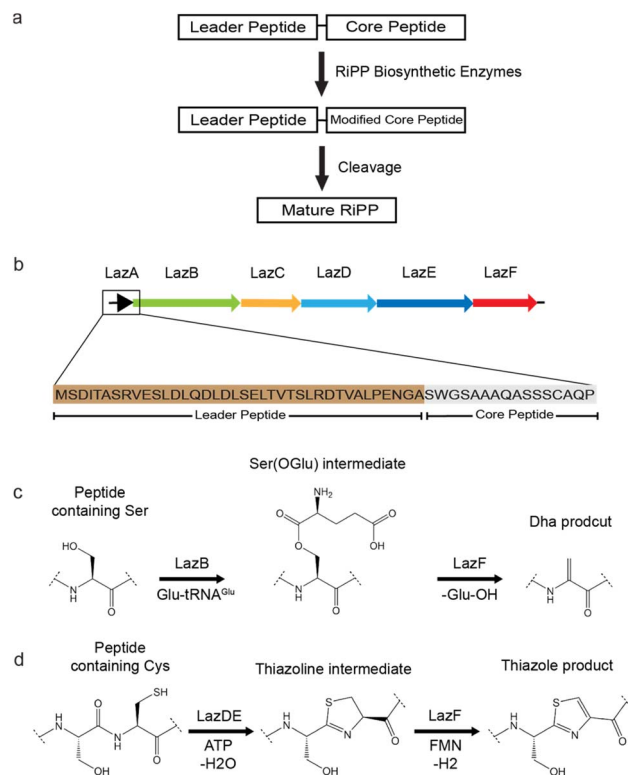 a
Leader Peptide Core Peptide
RiPP Biosynthetic Enzymes
Leader Peptide Modified Core Peptide
Cleavage
Mature RiPP
b
LazA LazB LazC LazD LazE LazF
MSDITASRVESLDLQDLDLSELTVTSLRDTVALPENGASWGSAAAQASSSCAQP
Leader Peptide Core Peptide
c
Peptide
containing Ser
HO
N
H
O
LazB
Glu-tRNAGlu
Ser(OGlu) intermediate
NH2
O
O
OH
O
N
H
O
LazF
-Glu-OH
Dha prodcut
N
H
O
d
Peptide
containing Cys
SH
H
N
O
N
H
O
OH
LazDE
ATP
-H2O
Thiazoline intermediate
S
O
H
N
N
OH
LazF
FMN
-H2
Thiazole product
S
H
N
N
O
OH